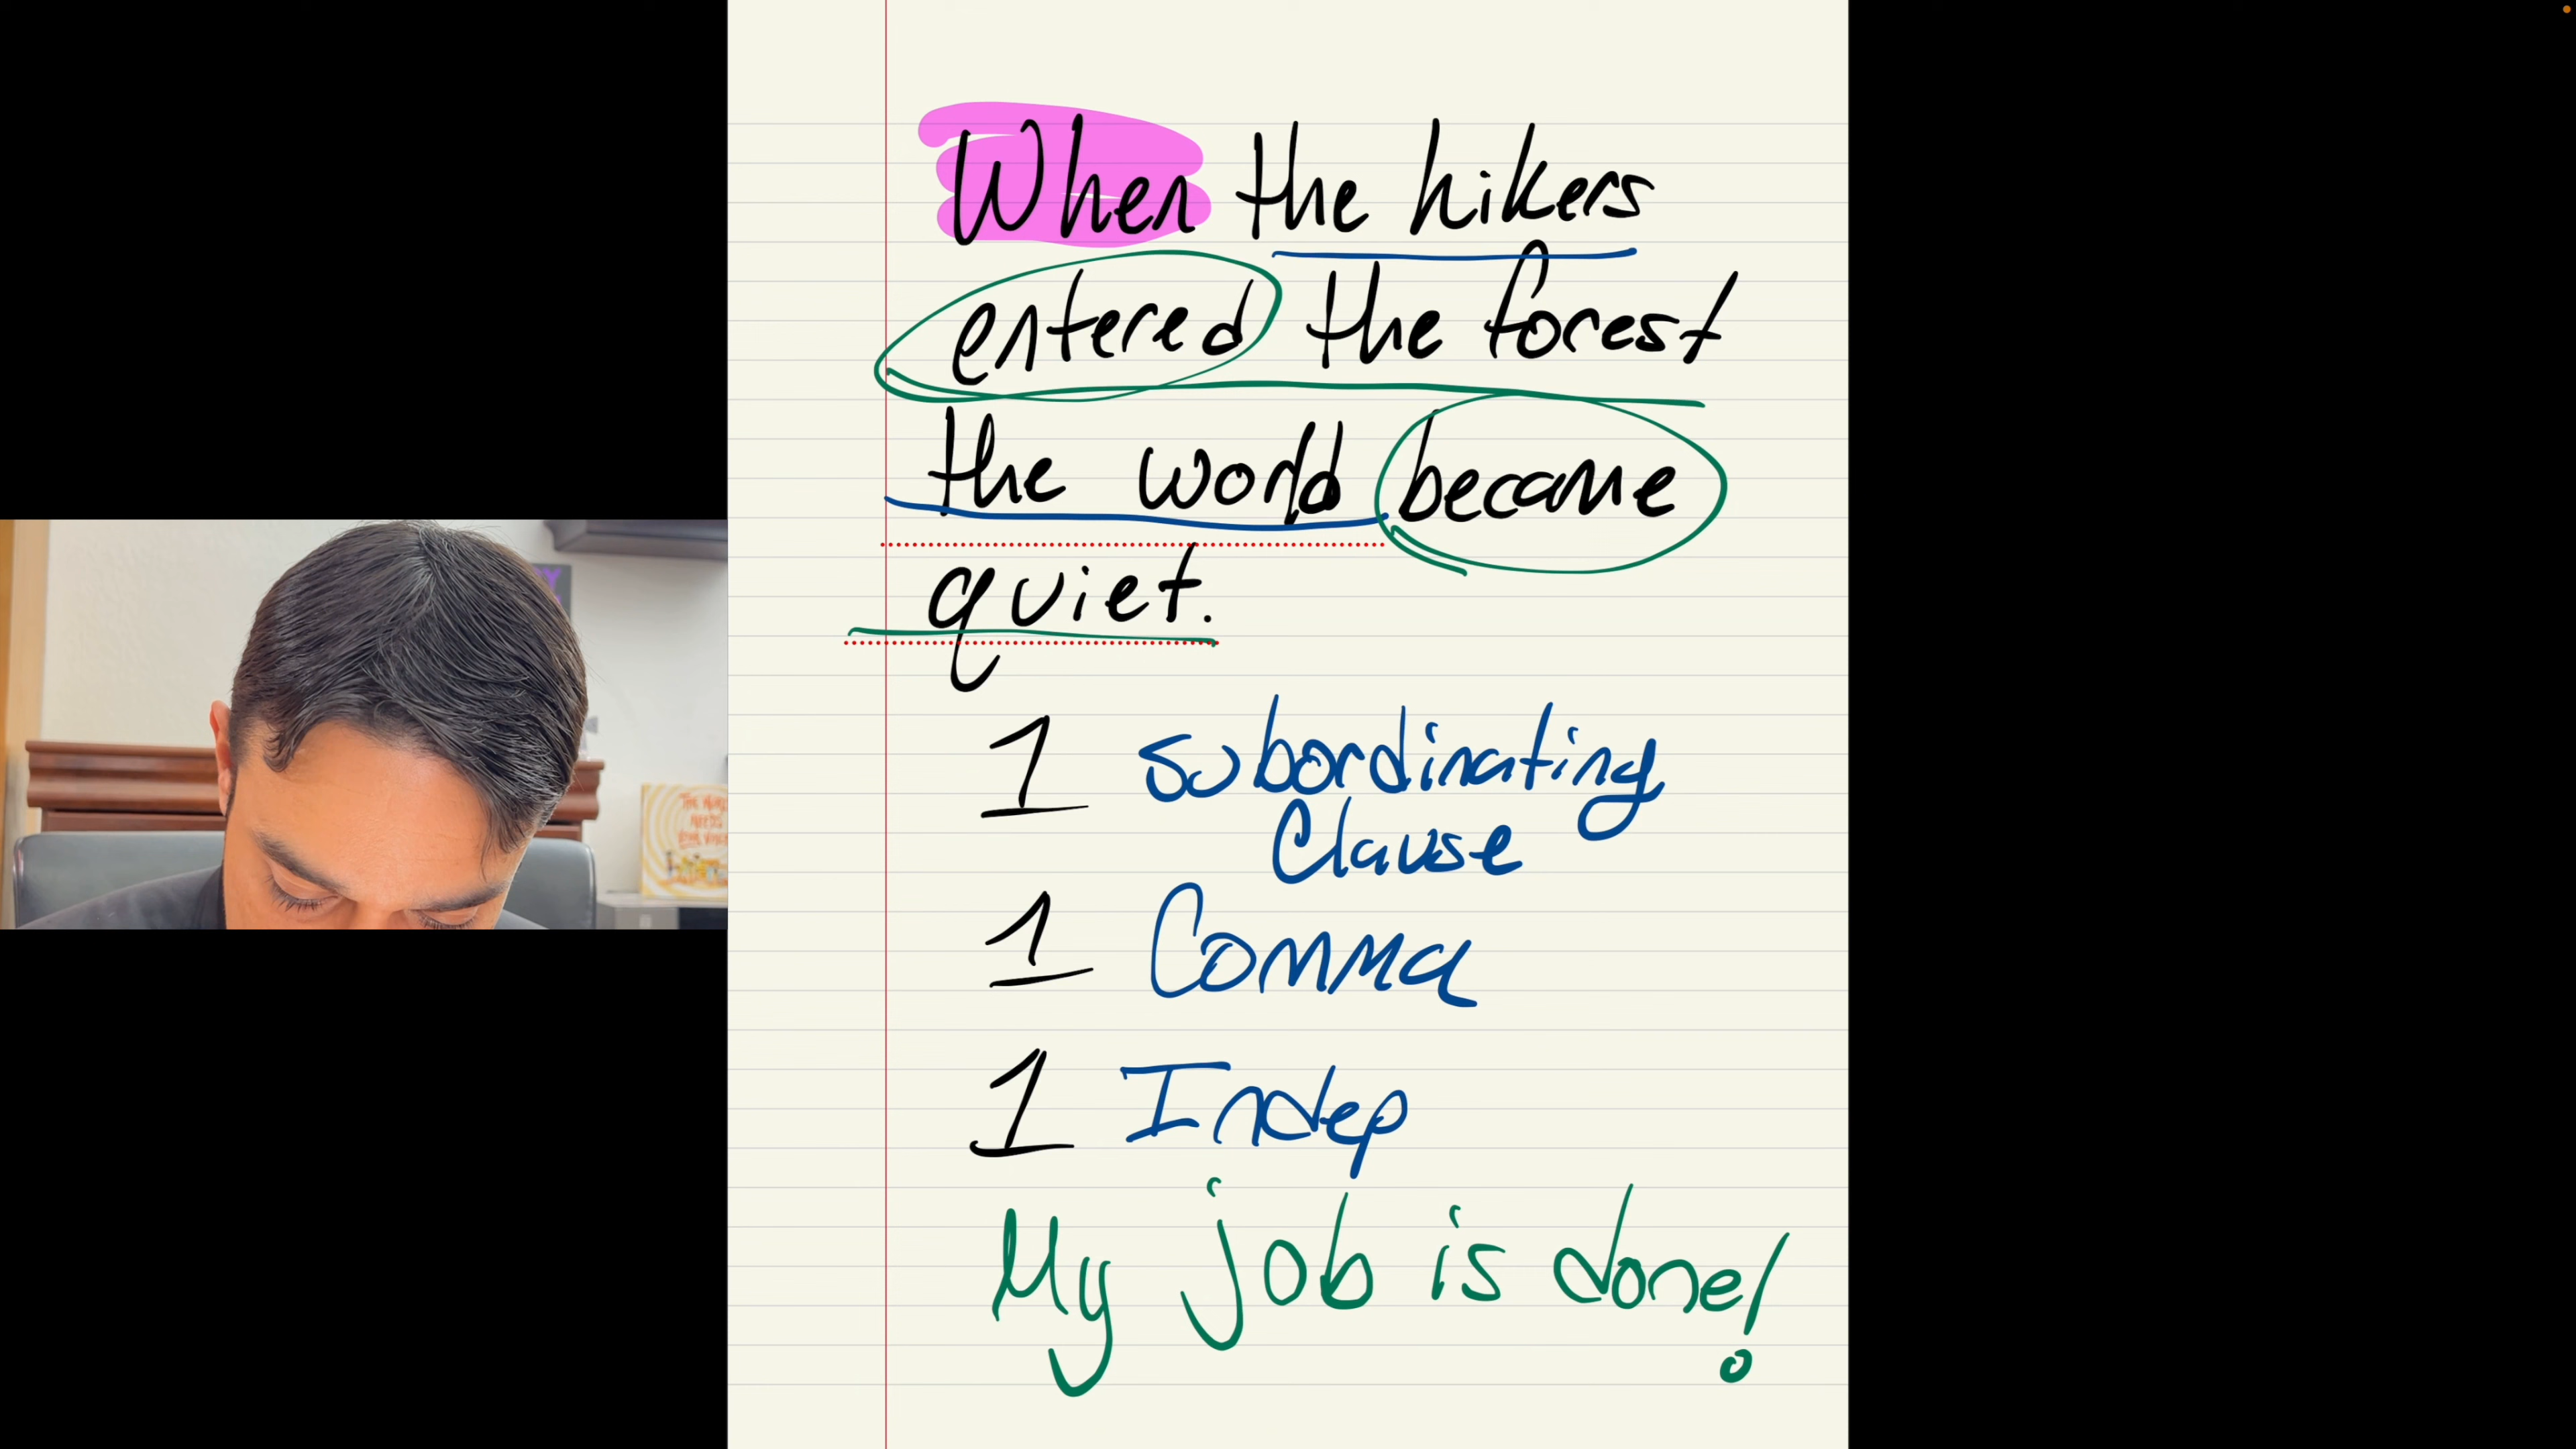 When the hikers
entered the forest
the world became
quiet.
1 subordinating
Clause
1 Comma
1 Indep
My job is done!